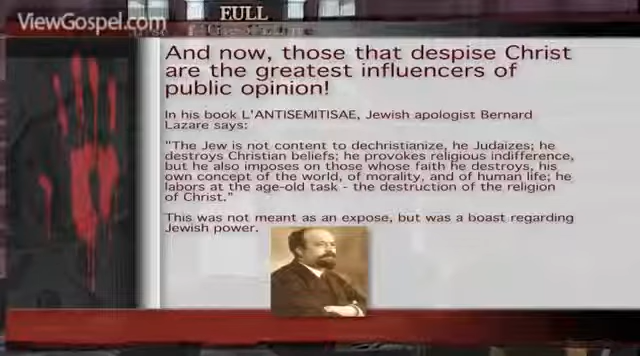 ViewGospel.com
FULL
And now, those that despise Christ
are the greatest influencers of
public opinion!
In his book L'ANTISEMITISAE, Jewish apologist Bernard
Lazare says:
"The Jew is not content to dechristianize, he Judaizes; he
destroys Christian beliefs; he provokes religious indifference,
but he also imposes on those whose faith he destroys, his
own concept of the world, of morality, and of human life; he
labors at the age-old task - the destruction of the religion
of Christ."
This was not meant as an expose, but was a boast regarding
Jewish power.